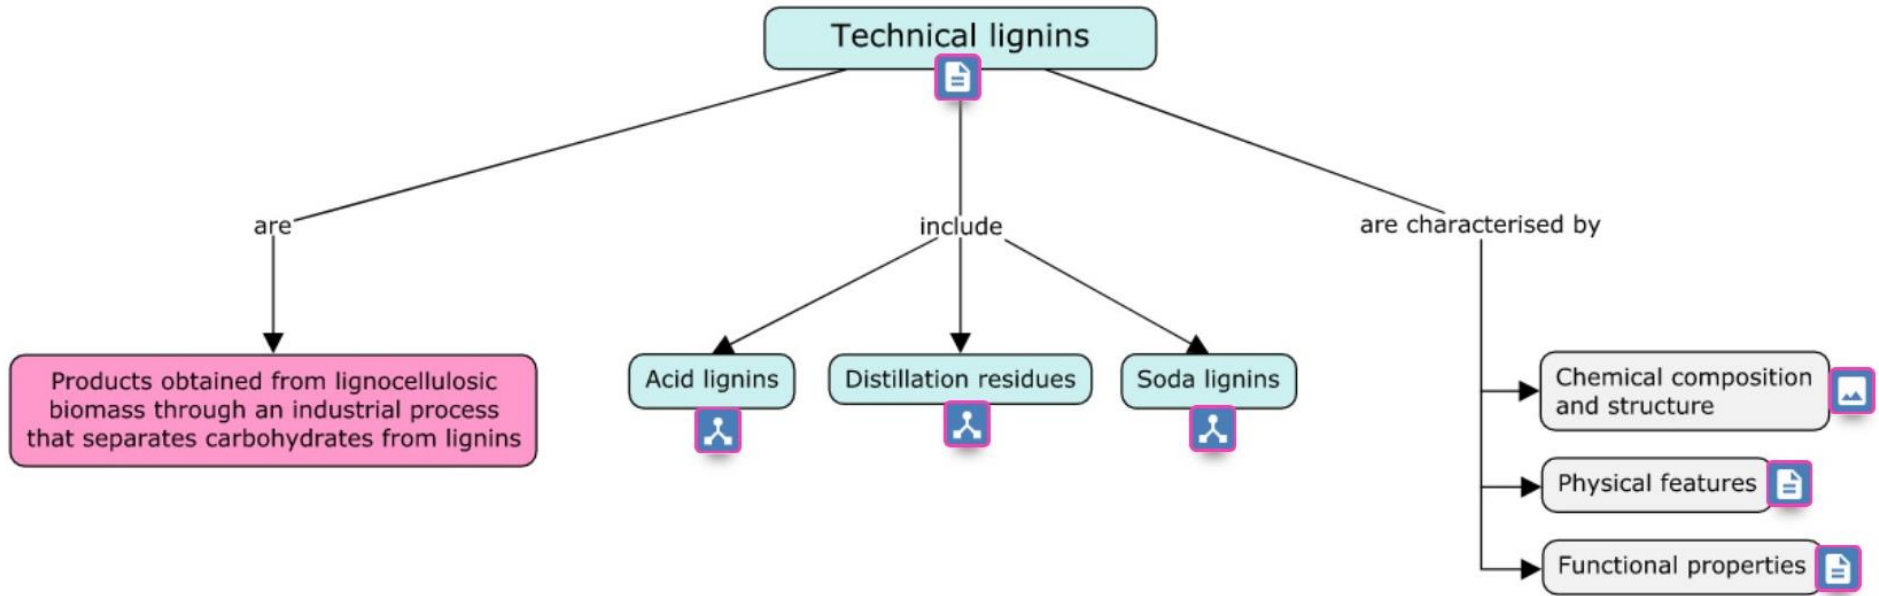 Technical lignins
are
include
are characterised by
Products obtained from lignocellulosic
biomass through an industrial process
that separates carbohydrates from lignins
Acid lignins
Distillation residues
Soda lignins
Chemical composition
and structure
Physical features
Functional properties